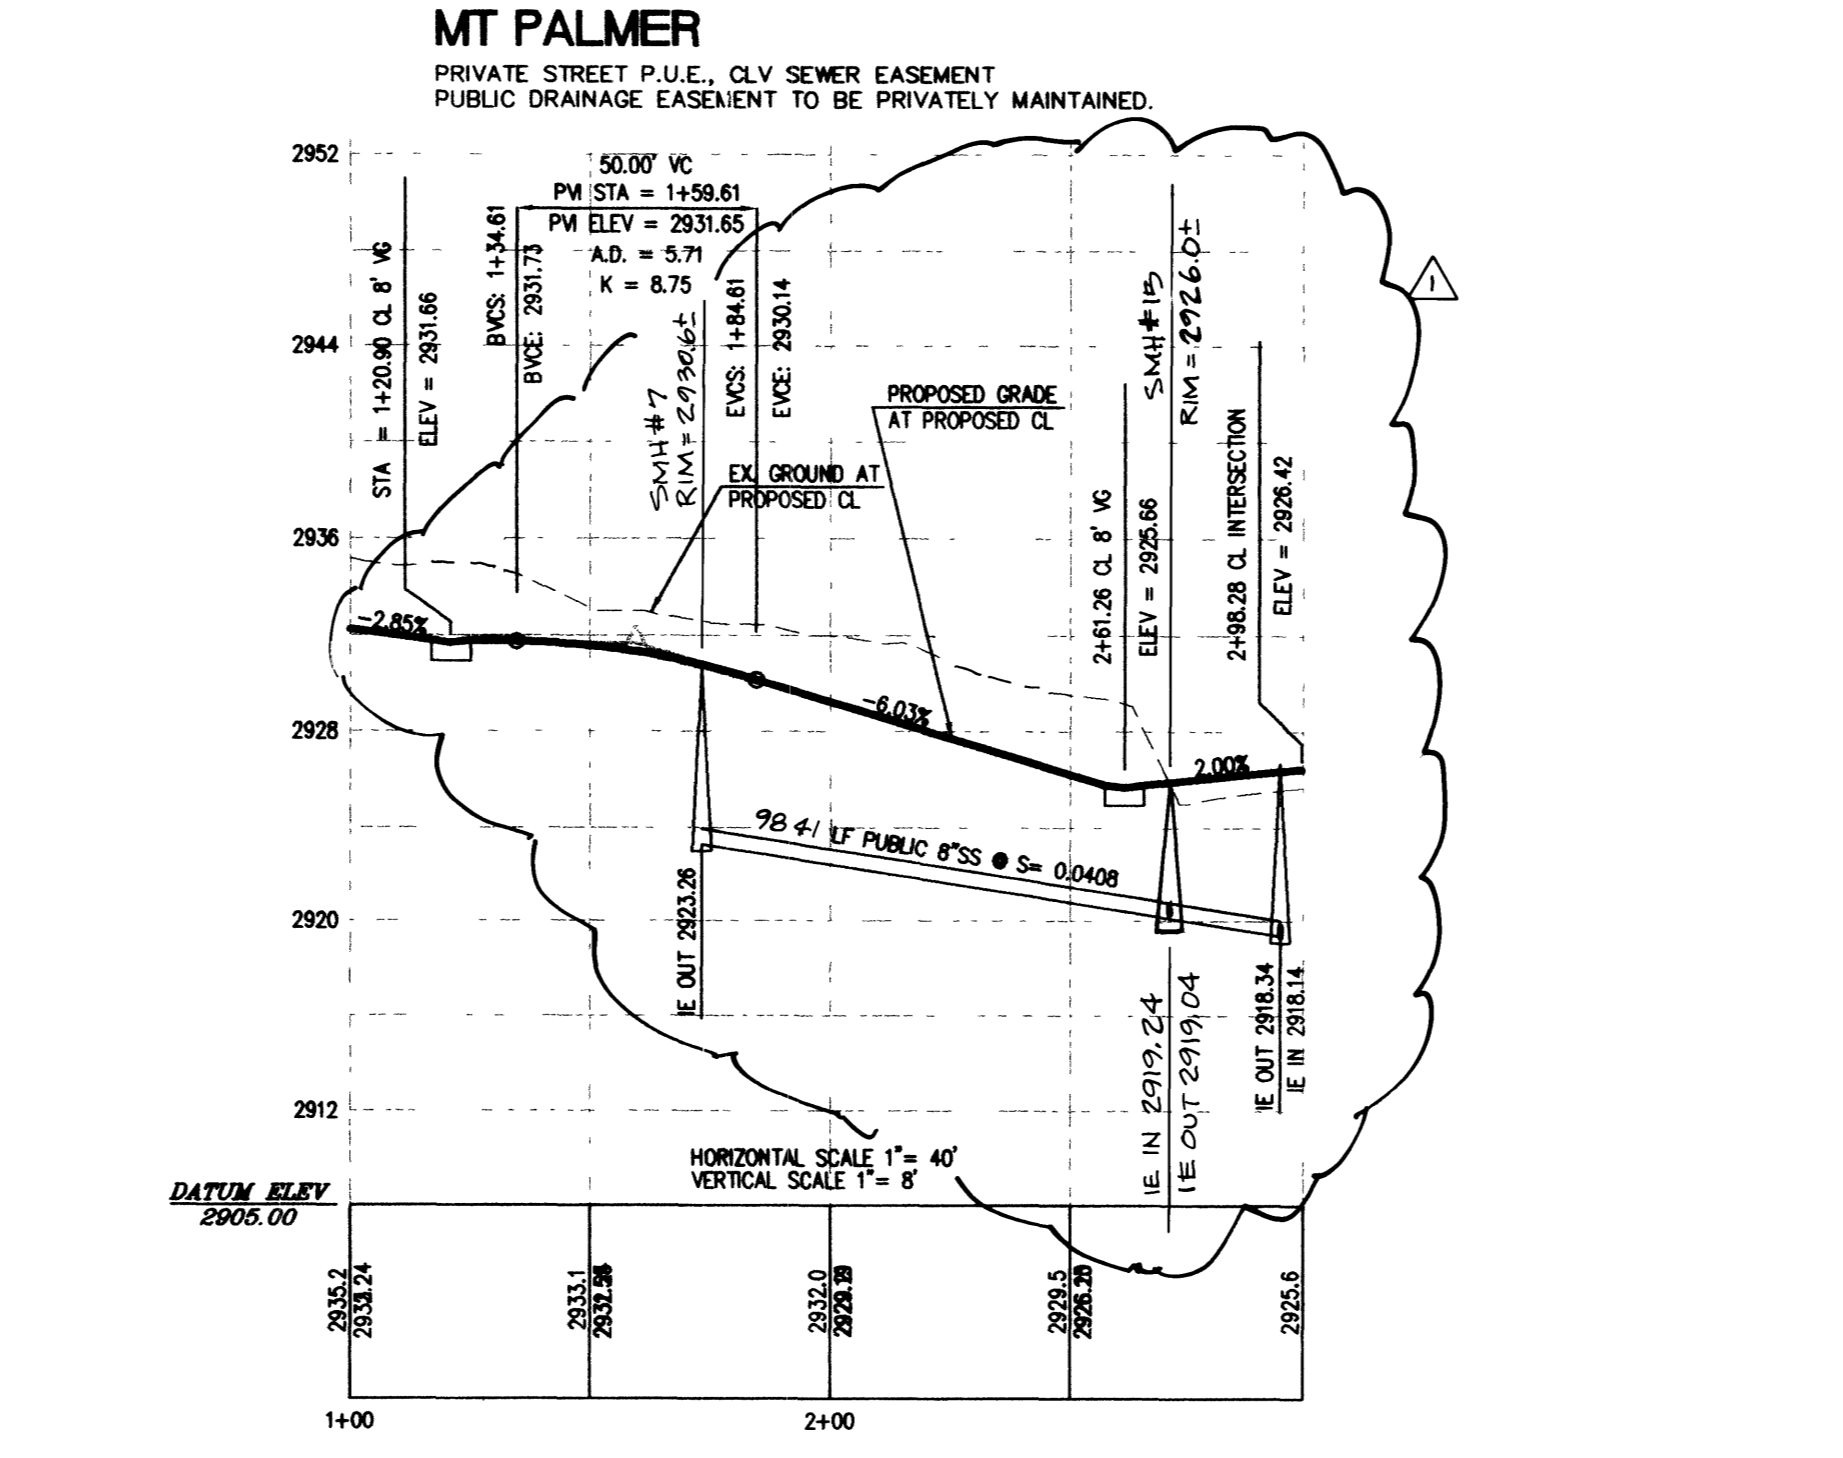 MT PALMER
PRIVATE STREET P.U.E., CLV SEWER EASEMENT
PUBLIC DRAINAGE EASEMENT TO BE PRIVATELY MAINTAINED.
2952
2944
2936
2928
2920
2912
STA = 1+20.90 CL 8' VG
ELEV = 2931.66
BVCS: 1+34.61
BVCE: 2931.73
50.00' VC
PVI STA = 1+59.61
PVI ELEV = 2931.65
A.D. = 5.71
K = 8.75
SMH#7
RIM=2930.6±
EVCS: 1+84.61
EVCE: 2930.14
EX. GROUND AT
PROPOSED CL
PROPOSED GRADE
AT PROPOSED CL
2+61.26 CL 8' VG
ELEV = 2925.66
SMH#15
RIM=2926.0±
2+98.28 CL INTERSECTION
ELEV = 2926.42
1
-2.85%
-6.03%
2.00%
98.41 LF PUBLIC 8"SS @ S= 0.0408
IE OUT 2923.26
IE IN 2919.24
IE OUT 2919.04
IE OUT 2918.34
IE IN 2918.14
HORIZONTAL SCALE 1"= 40'
VERTICAL SCALE 1"= 8'
DATUM ELEV
2905.00
2935.2
2933.1
2932.0
2929.5
2925.6
1+00
2+00